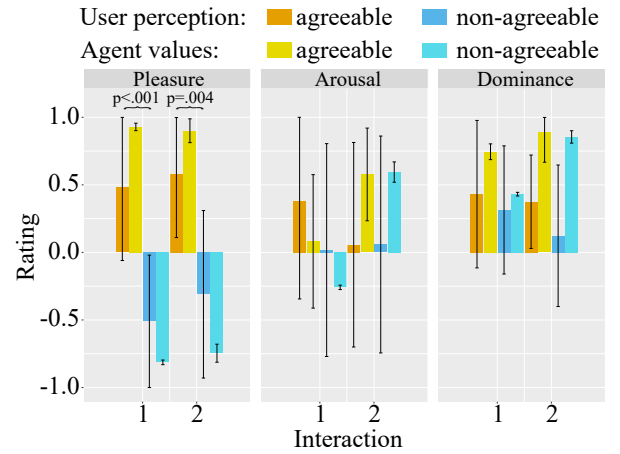 User perception: agreeable non-agreeable
Agent values: agreeable non-agreeable
Pleasure Arousal Dominance
p<.001 p=.004
1.0
0.5
0.0
-0.5
-1.0
Rating
1 2 1 2 1 2
Interaction